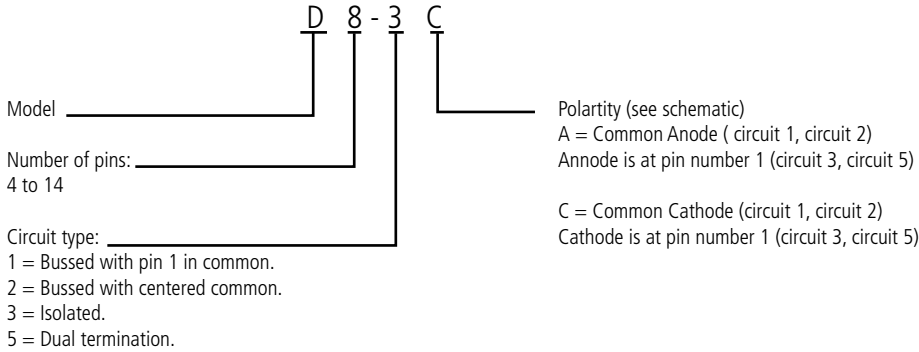 D 8 - 3 C
Model
Number of pins:
4 to 14
Circuit type:
1 = Bussed with pin 1 in common.
2 = Bussed with centered common.
3 = Isolated.
5 = Dual termination.
Polartity (see schematic)
A = Common Anode ( circuit 1, circuit 2)
Annode is at pin number 1 (circuit 3, circuit 5)
C = Common Cathode (circuit 1, circuit 2)
Cathode is at pin number 1 (circuit 3, circuit 5)